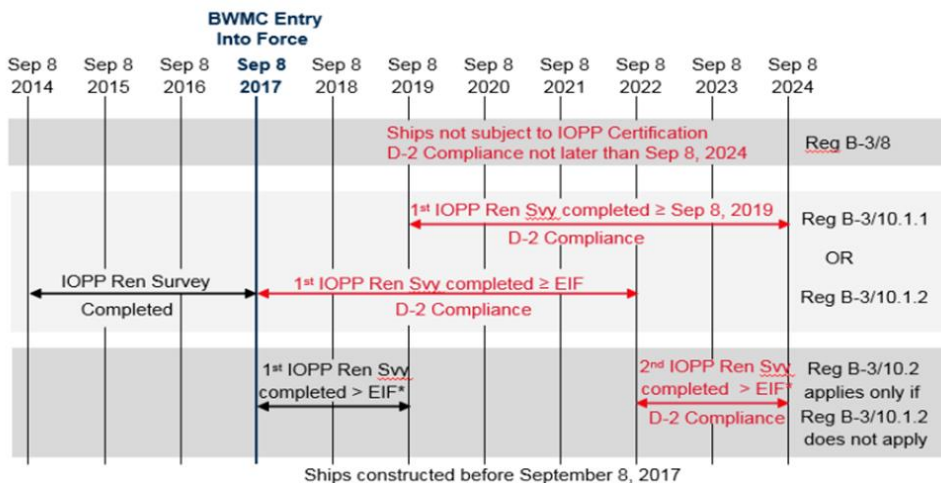 BWMC Entry
Into Force
Sep 8 Sep 8 Sep 8 Sep 8 Sep 8 Sep 8 Sep 8 Sep 8 Sep 8 Sep 8 Sep 8
2014 2015 2016 2017 2018 2019 2020 2021 2022 2023 2024
Ships not subject to IOPP Certification
D-2 Compliance not later than Sep 8, 2024
Reg B-3/8
1st IOPP Ren Svy completed ≥ Sep 8, 2019
D-2 Compliance
Reg B-3/10.1.1
OR
IOPP Ren Survey
Completed
1st IOPP Ren Svy completed ≥ EIF
D-2 Compliance
Reg B-3/10.1.2
1st IOPP Ren Svy
completed > EIF*
2nd IOPP Ren Svy
completed > EIF*
D-2 Compliance
Reg B-3/10.2
applies only if
Reg B-3/10.1.2
does not apply
Ships constructed before September 8, 2017